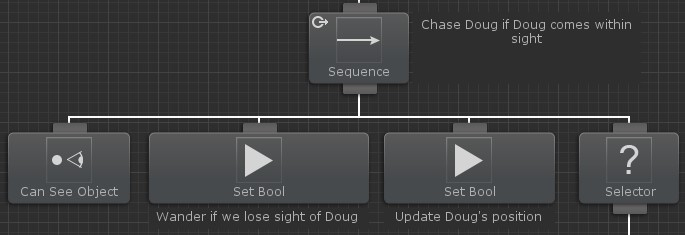 Chase Doug if Doug comes within
sight
Sequence
Can See Object
Set Bool
Set Bool
Selector
Wander if we lose sight of Doug
Update Doug's position